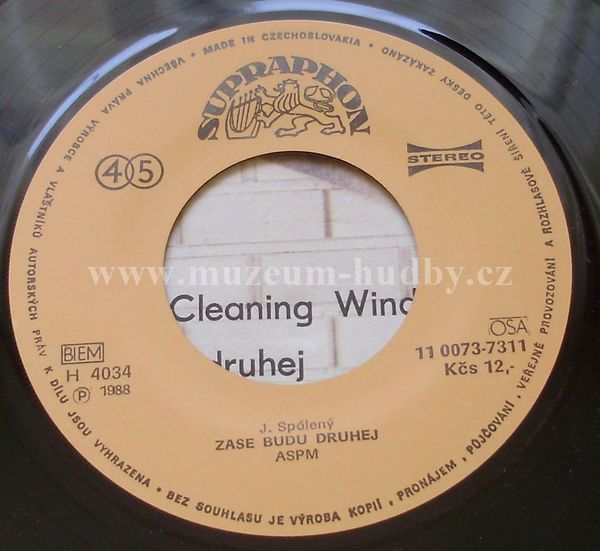 • MADE IN CZECHOSLOVAKIA • VŠECHNA PRÁVA VÝROBCE A VLASTNÍKŮ AUTORSKÝCH PRÁV K DÍLU JSOU VYHRAZENA • BEZ SOUHLASU JE VÝROBA KOPIÍ, PRONÁJEM, PŮJČOVÁNÍ, VEŘEJNÉ PROVOZOVÁNÍ A ROZHLASOVÉ ŠÍŘENÍ TÉTO DESKY ZAKÁZÁNO
SUPRAPHON
45
STEREO
www.muzeum-hudby.cz
Cleaning Wind
druhej
BIEM
H 4034
Ⓟ 1988
OSA
11 0073-7311
Kčs 12,-
J. Spálený
ZASE BUDU DRUHEJ
ASPM